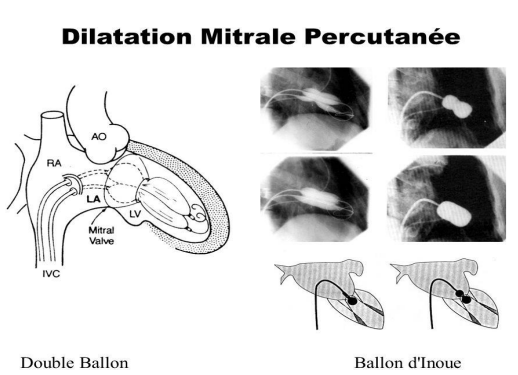 Dilatation Mitrale Percutanée
AO
RA
LA
LV
Mitral
Valve
IVC
Double Ballon
Ballon d'Inoue